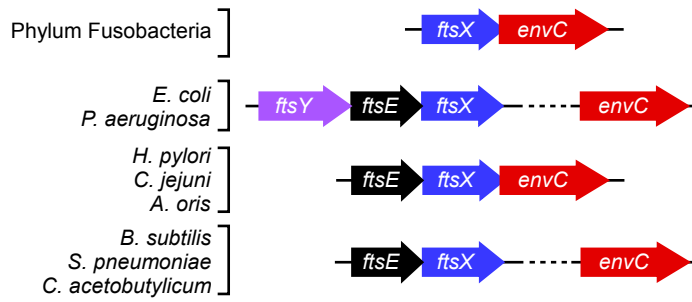 Phylum Fusobacteria
ftsX envC
E. coli
P. aeruginosa
ftsY ftsE ftsX envC
H. pylori
C. jejuni
A. oris
ftsE ftsX envC
B. subtilis
S. pneumoniae
C. acetobutylicum
ftsE ftsX envC